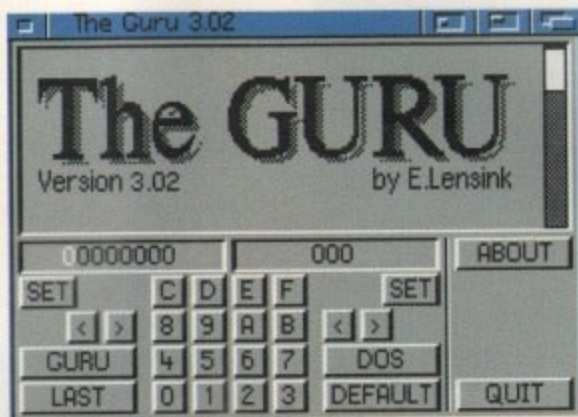 The Guru 3.02
The GURU
Version 3.02 by E.Lensink
00000000 000 ABOUT
SET C D E F SET
< > 8 9 A B < >
GURU 4 5 6 7 DOS
LAST 0 1 2 3 DEFAULT QUIT